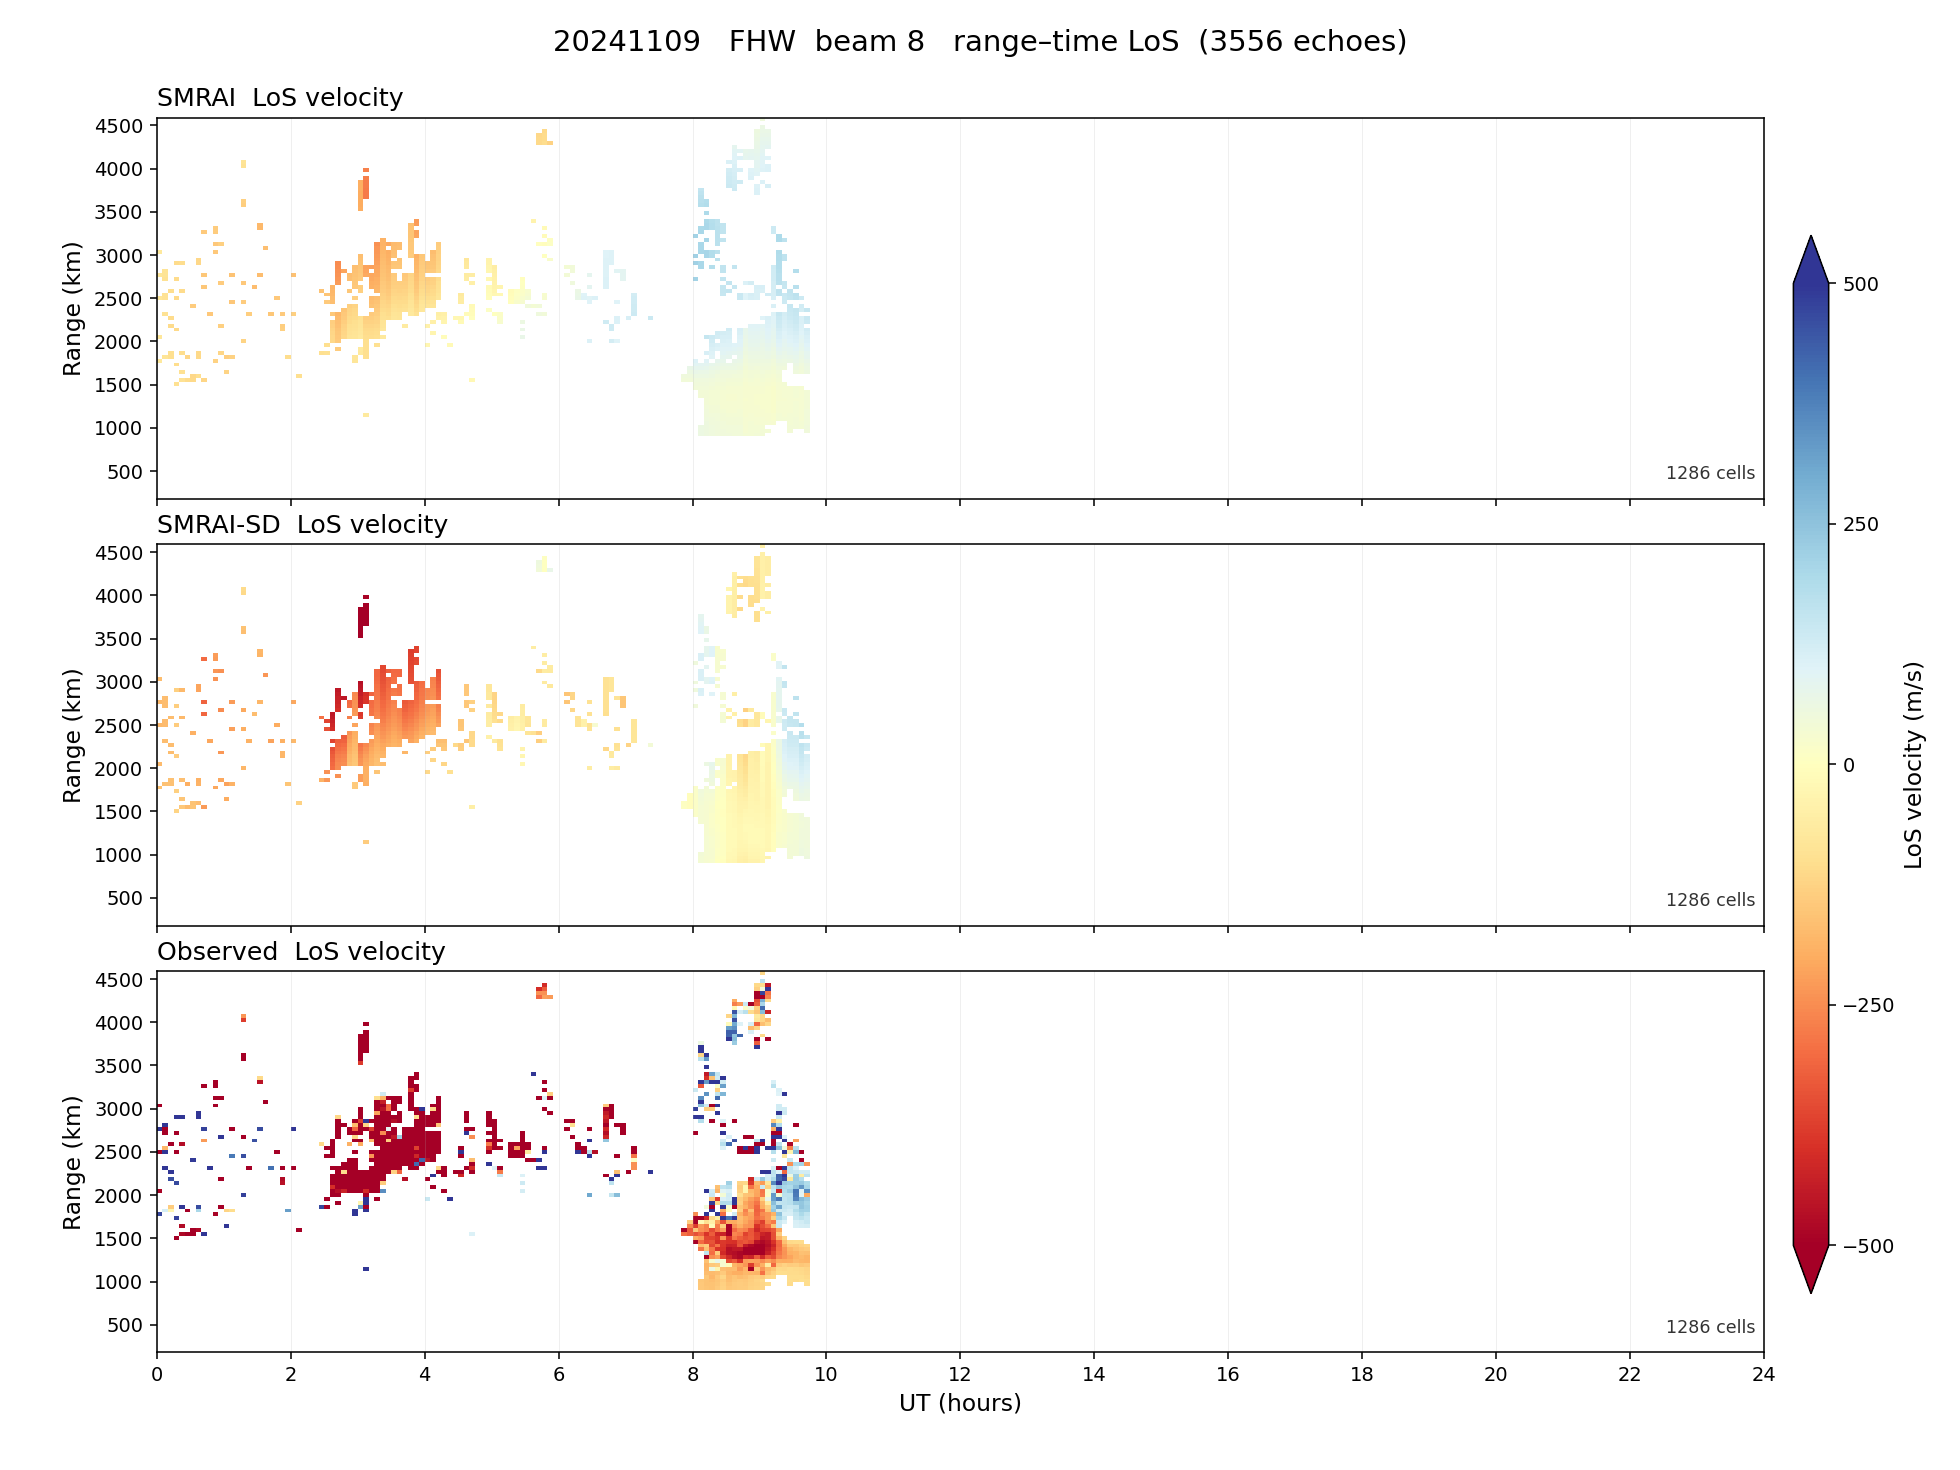 20241109   FHW  beam 8   range–time LoS  (3556 echoes)
SMRAI  LoS velocity
4500
4000
3500
3000
2500
2000
1500
1000
500
Range (km)
1286 cells
SMRAI-SD  LoS velocity
4500
4000
3500
3000
2500
2000
1500
1000
500
Range (km)
1286 cells
Observed  LoS velocity
4500
4000
3500
3000
2500
2000
1500
1000
500
Range (km)
1286 cells
0 2 4 6 8 10 12 14 16 18 20 22 24
UT (hours)
500
250
0
−250
−500
LoS velocity (m/s)